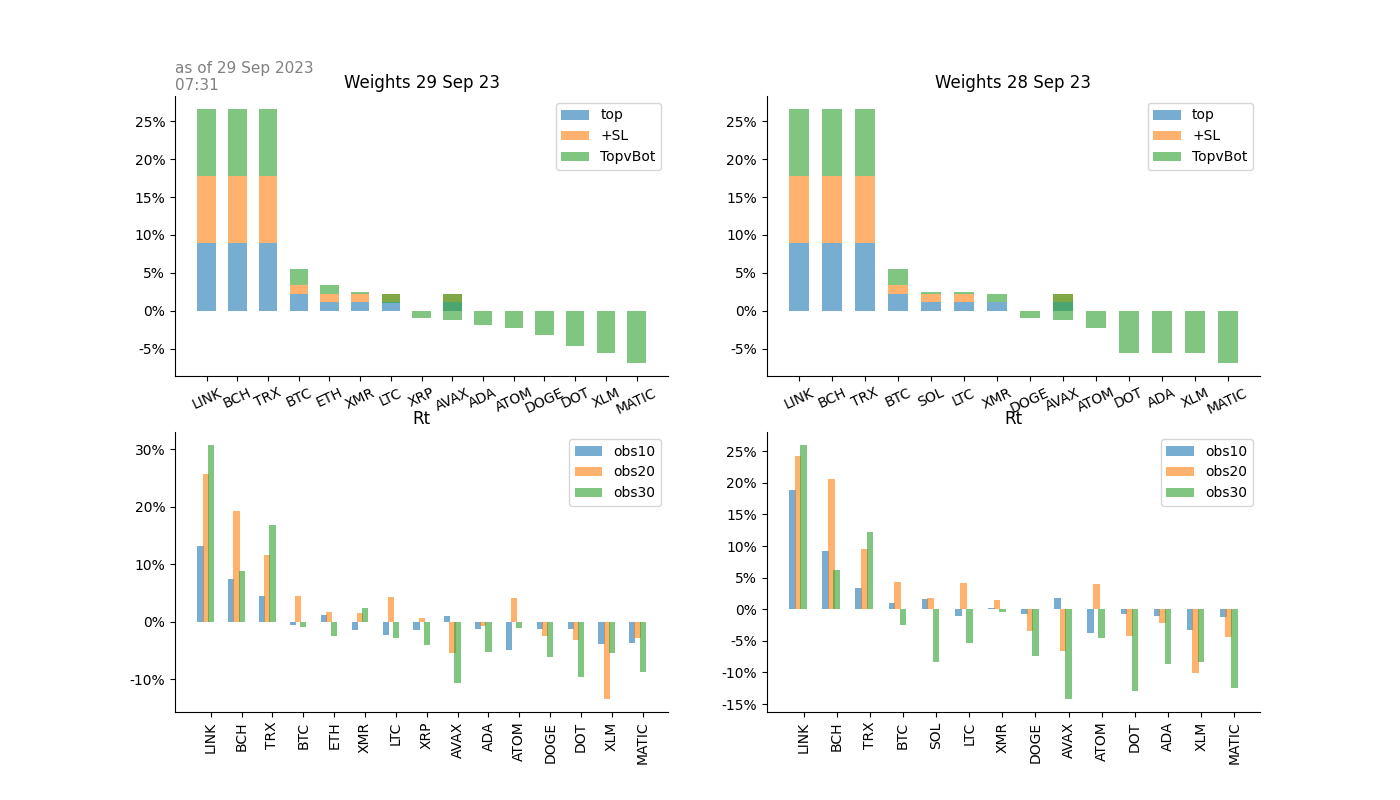 as of 29 Sep 2023
07:31
Weights 29 Sep 23
25%
20%
15%
10%
5%
0%
-5%
top
+SL
TopvBot
LINK BCH TRX BTC ETH XMR LTC XRP AVAX ADA ATOM DOGE DOT XLM MATIC
Weights 28 Sep 23
25%
20%
15%
10%
5%
0%
-5%
top
+SL
TopvBot
LINK BCH TRX BTC SOL LTC XMR DOGE AVAX ATOM DOT ADA XLM MATIC
Rt
30%
20%
10%
0%
-10%
obs10
obs20
obs30
LINK BCH TRX BTC ETH XMR LTC XRP AVAX ADA ATOM DOGE DOT XLM MATIC
Rt
25%
20%
15%
10%
5%
0%
-5%
-10%
-15%
obs10
obs20
obs30
LINK BCH TRX BTC SOL LTC XMR DOGE AVAX ATOM DOT ADA XLM MATIC